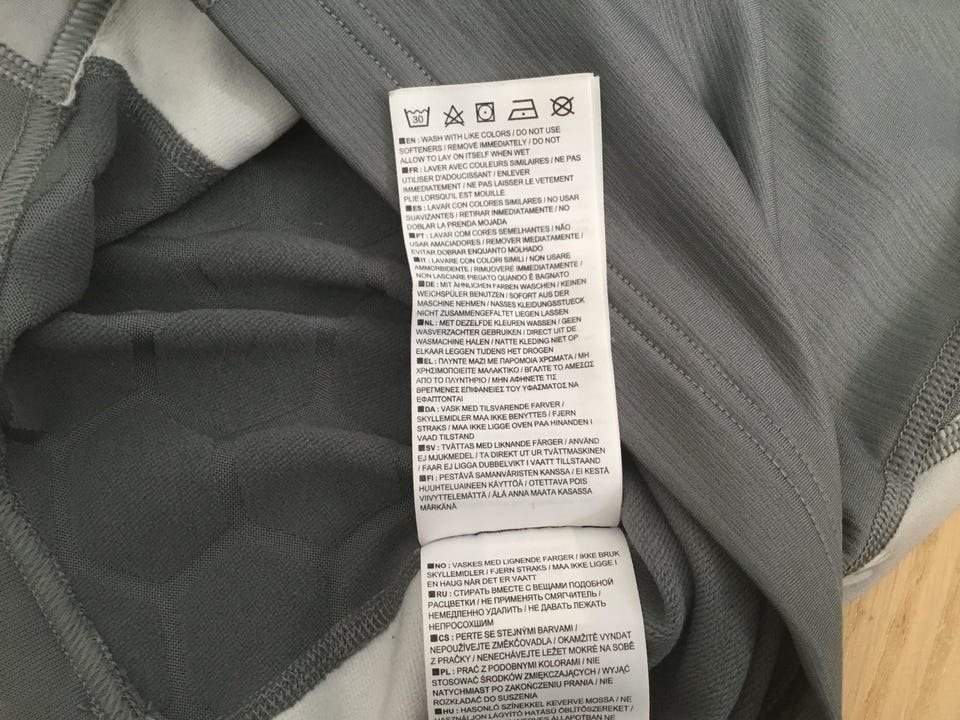 30
EN : WASH WITH LIKE COLORS / DO NOT USE
SOFTENERS / REMOVE IMMEDIATELY / DO NOT
ALLOW TO LAY ON ITSELF WHEN WET
FR : LAVER AVEC COULEURS SIMILAIRES / NE PAS
UTILISER D'ADOUCISSANT / ENLEVER
IMMEDIATEMENT / NE PAS LAISSER LE VETEMENT
PLIE LORSQU'IL EST MOUILLE
ES : LAVAR CON COLORES SIMILARES / NO USAR
SUAVIZANTES / RETIRAR INMEDIATAMENTE / NO
DOBLAR LA PRENDA MOJADA
PT : LAVAR COM CORES SEMELHANTES / NÃO
USAR AMACIADORES / REMOVER IMEDIATAMENTE /
EVITAR DOBRAR ENQUANTO MOLHADO
IT : LAVARE CON COLORI SIMILI / NON USARE
AMMORBIDENTE / RIMUOVERE IMMEDIATAMENTE /
NON LASCIARE PIEGATO QUANDO È BAGNATO
DE : MIT ÄHNLICHEN FARBEN WASCHEN / KEINEN
WEICHSPÜLER BENUTZEN / SOFORT AUS DER
MASCHINE NEHMEN / NASSES KLEIDUNGSSTUECK
NICHT ZUSAMMENGEFALTET LIEGEN LASSEN
NL : MET DEZELFDE KLEUREN WASSEN / GEEN
WASVERZACHTER GEBRUIKEN / DIRECT UIT DE
WASMACHINE HALEN / NATTE KLEDING NIET OP
ELKAAR LEGGEN TIJDENS HET DROGEN
EL : ΠΛΥΝΤΕ ΜΑΖΙ ΜΕ ΠΑΡΟΜΟΙΑ ΧΡΩΜΑΤΑ / ΜΗ
ΧΡΗΣΙΜΟΠΟΙΕΙΤΕ ΜΑΛΑΚΤΙΚΟ / ΒΓΑΛΤΕ ΤΟ ΑΜΕΣΩΣ
ΑΠΟ ΤΟ ΠΛΥΝΤΗΡΙΟ / ΜΗΝ ΑΦΗΝΕΤΕ ΤΙΣ
ΒΡΕΓΜΕΝΕΣ ΕΠΙΦΑΝΕΙΕΣ ΤΟΥ ΥΦΑΣΜΑΤΟΣ ΝΑ
ΕΦΑΠΤΟΝΤΑΙ
DA : VASK MED TILSVARENDE FARVER /
SKYLLEMIDLER MAA IKKE BENYTTES / FJERN
STRAKS / MAA IKKE LIGGE OVEN PAA HINANDEN I
VAAD TILSTAND
SV : TVÄTTAS MED LIKNANDE FÄRGER / ANVÄND
EJ MJUKMEDEL / TA DIREKT UT UR TVÄTTMASKINEN
/ FAAR EJ LIGGA DUBBELVIKT I VAATT TILLSTAAND
FI : PESTÄVÄ SAMANVÄRISTEN KANSSA / EI KESTÄ
HUUHTELUAINEEN KÄYTTÖÄ / OTETTAVA POIS
VIIVYTTELEMÄTTÄ / ÄLÄ ANNA MAATA KASASSA
MÄRKÄNÄ
NO : VASKES MED LIGNENDE FARGER / IKKE BRUK
SKYLLEMIDLER / FJERN STRAKS / MAA IKKE LIGGE I
EN HAUG NÅR DET ER VAATT
RU : СТИРАТЬ ВМЕСТЕ С ВЕЩАМИ ПОДОБНОЙ
РАСЦВЕТКИ / НЕ ПРИМЕНЯТЬ СМЯГЧИТЕЛЬ /
НЕМЕДЛЕННО УДАЛИТЬ / НЕ ДАВАТЬ ЛЕЖАТЬ
НЕПРОСОХШИМ
CS : PERTE SE STEJNÝMI BARVAMI /
NEPOUŽÍVEJTE ZMĚKČOVADLA / OKAMŽITĚ VYNDAT
Z PRAČKY / NENECHÁVEJTE LEŽET MOKRÉ NA SOBĚ
PL : PRAĆ Z PODOBNYMI KOLORAMI / NIE
STOSOWAĆ ŚRODKÓW ZMIĘKCZAJĄCYCH / WYJĄĆ
NATYCHMIAST PO ZAKOŃCZENIU PRANIA / NIE
ROZKŁADAĆ DO SUSZENIA
HU : HASONLÓ SZÍNEKKEL KEVERVE MOSSA / NE
HASZNÁLJON LÁGYÍTÓ HATÁSÚ ÖBLÍTŐSZEREKET /
NEDVES ÁLLAPOTBAN NE